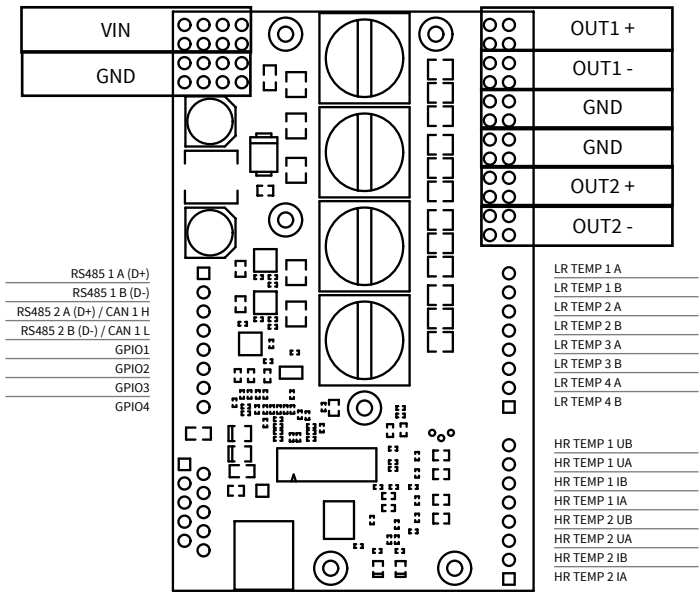 VIN
GND
OUT1 +
OUT1 -
GND
GND
OUT2 +
OUT2 -
RS485 1 A (D+)
RS485 1 B (D-)
RS485 2 A (D+) / CAN 1 H
RS485 2 B (D-) / CAN 1 L
GPIO1
GPIO2
GPIO3
GPIO4
LR TEMP 1 A
LR TEMP 1 B
LR TEMP 2 A
LR TEMP 2 B
LR TEMP 3 A
LR TEMP 3 B
LR TEMP 4 A
LR TEMP 4 B
HR TEMP 1 UB
HR TEMP 1 UA
HR TEMP 1 IB
HR TEMP 1 IA
HR TEMP 2 UB
HR TEMP 2 UA
HR TEMP 2 IB
HR TEMP 2 IA